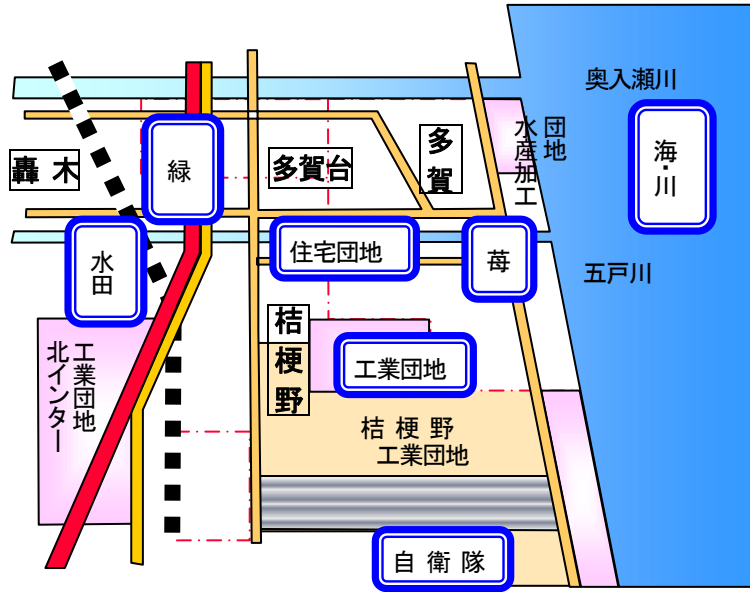 奥入瀬川
海・川
水産加工
団地
多賀
多賀台
緑
轟木
水田
住宅団地
苺
五戸川
桔梗野
工業団地
北インター
工業団地
桔梗野
工業団地
自衛隊